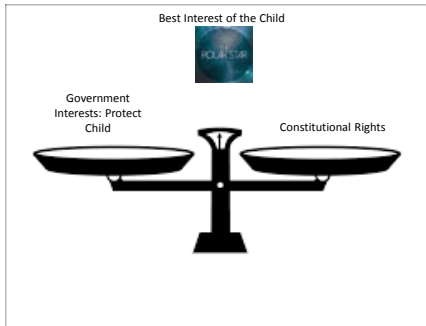 Best Interest of the Child
POLAR STAR
Government
Interests: Protect
Child
Constitutional Rights